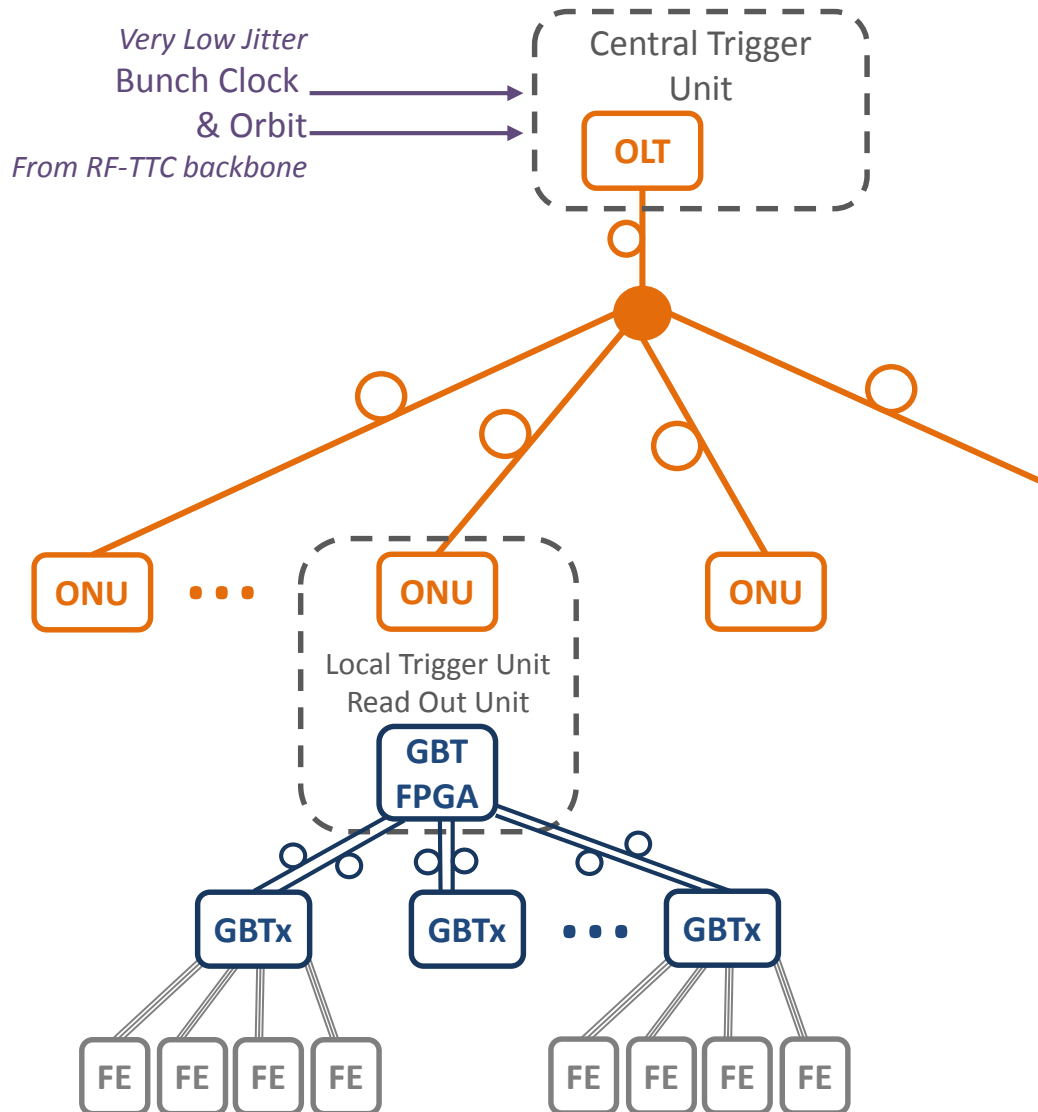 Very Low Jitter
Bunch Clock
& Orbit
From RF-TTC backbone
Central Trigger
Unit
OLT
ONU
ONU
ONU
Local Trigger Unit
Read Out Unit
GBT
FPGA
GBTx
GBTx
GBTx
FE FE FE FE
FE FE FE FE